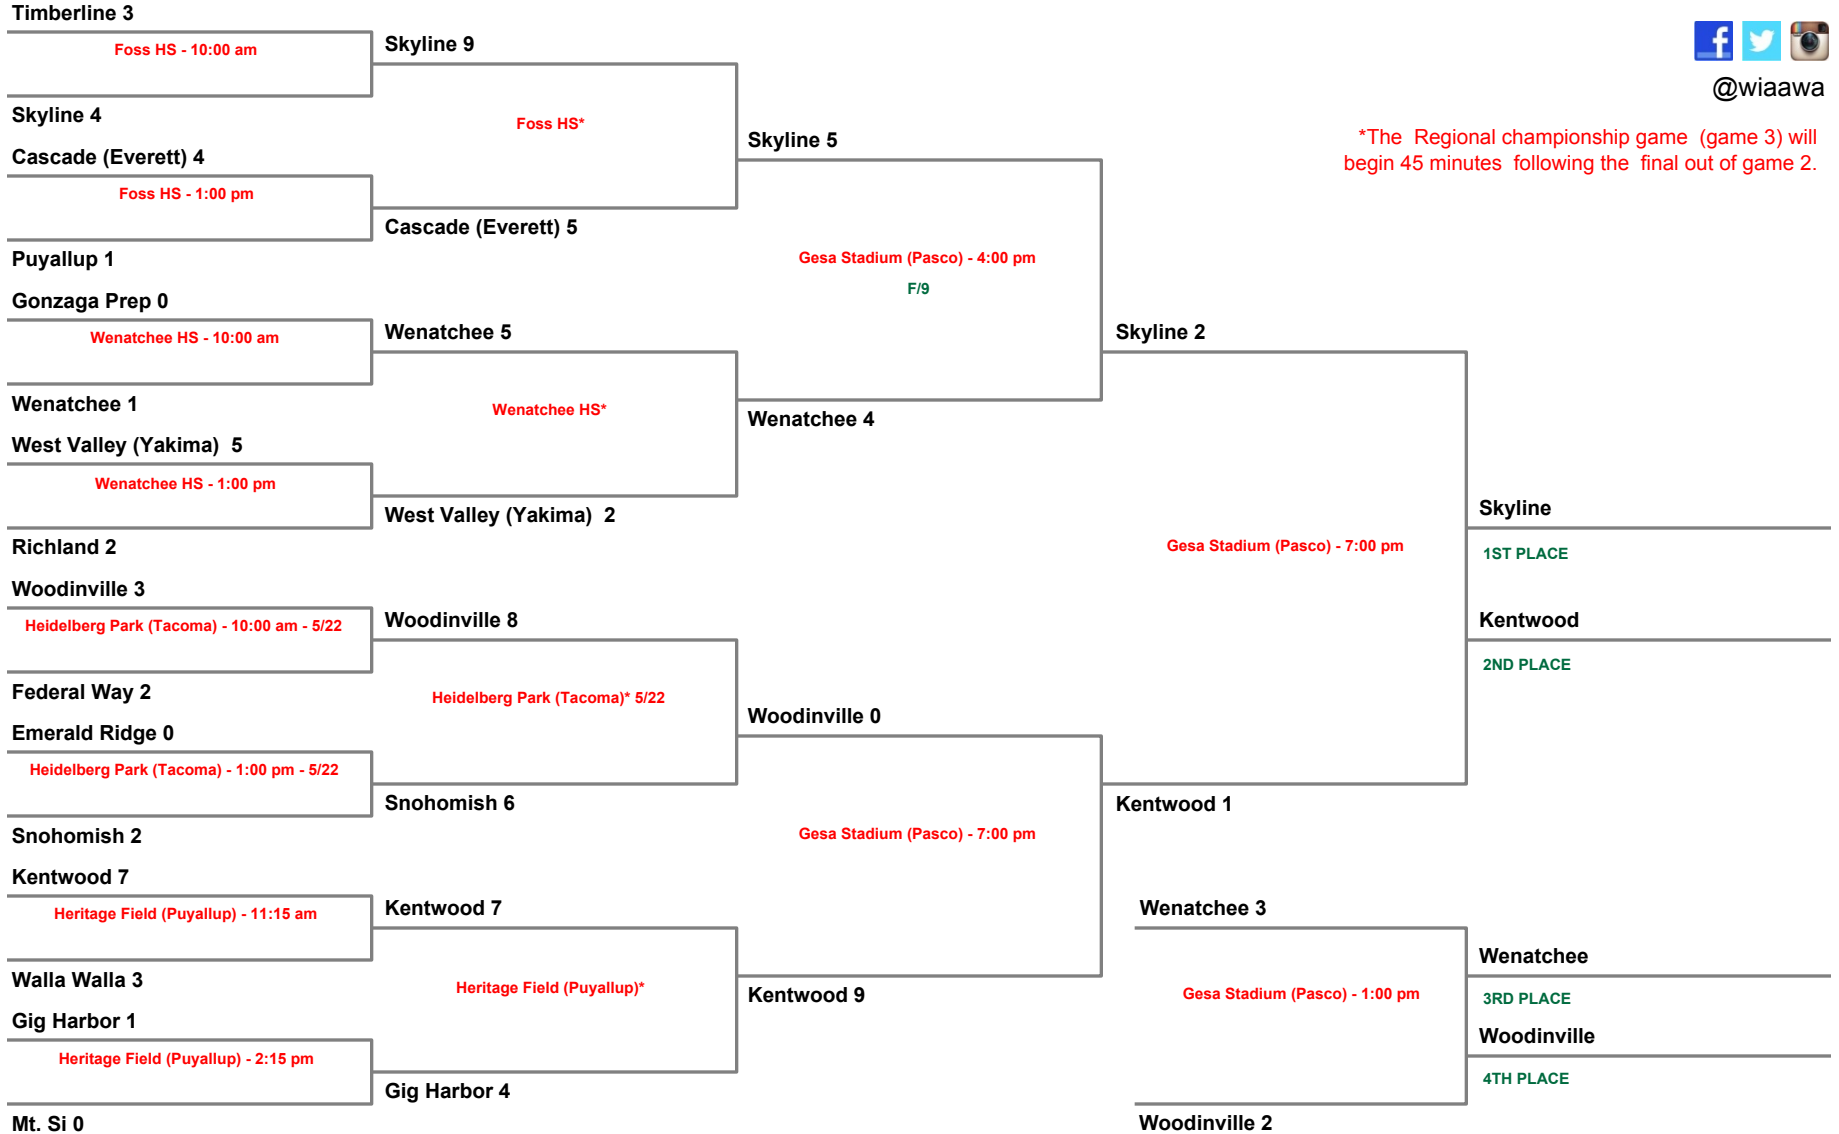 Timberline 3
Foss HS - 10:00 am
Skyline 4
Cascade (Everett) 4
Foss HS - 1:00 pm
Puyallup 1
Gonzaga Prep 0
Wenatchee HS - 10:00 am
Wenatchee 1
West Valley (Yakima)  5
Wenatchee HS - 1:00 pm
Richland 2
Woodinville 3
Heidelberg Park (Tacoma) - 10:00 am - 5/22
Federal Way 2
Emerald Ridge 0
Heidelberg Park (Tacoma) - 1:00 pm - 5/22
Snohomish 2
Kentwood 7
Heritage Field (Puyallup) - 11:15 am
Walla Walla 3
Gig Harbor 1
Heritage Field (Puyallup) - 2:15 pm
Mt. Si 0
Skyline 9
Foss HS*
Cascade (Everett) 5
Wenatchee 5
Wenatchee HS*
West Valley (Yakima)  2
Woodinville 8
Heidelberg Park (Tacoma)* 5/22
Snohomish 6
Kentwood 7
Heritage Field (Puyallup)*
Gig Harbor 4
Skyline 5
Gesa Stadium (Pasco) - 4:00 pm
F/9
Wenatchee 4
Woodinville 0
Gesa Stadium (Pasco) - 7:00 pm
Kentwood 9
Skyline 2
Gesa Stadium (Pasco) - 7:00 pm
Kentwood 1
Wenatchee 3
Gesa Stadium (Pasco) - 1:00 pm
Woodinville 2
@wiaawa
*The  Regional championship game  (game 3) will
begin 45 minutes  following the  final out of game 2.
Skyline
1ST PLACE
Kentwood
2ND PLACE
Wenatchee
3RD PLACE
Woodinville
4TH PLACE